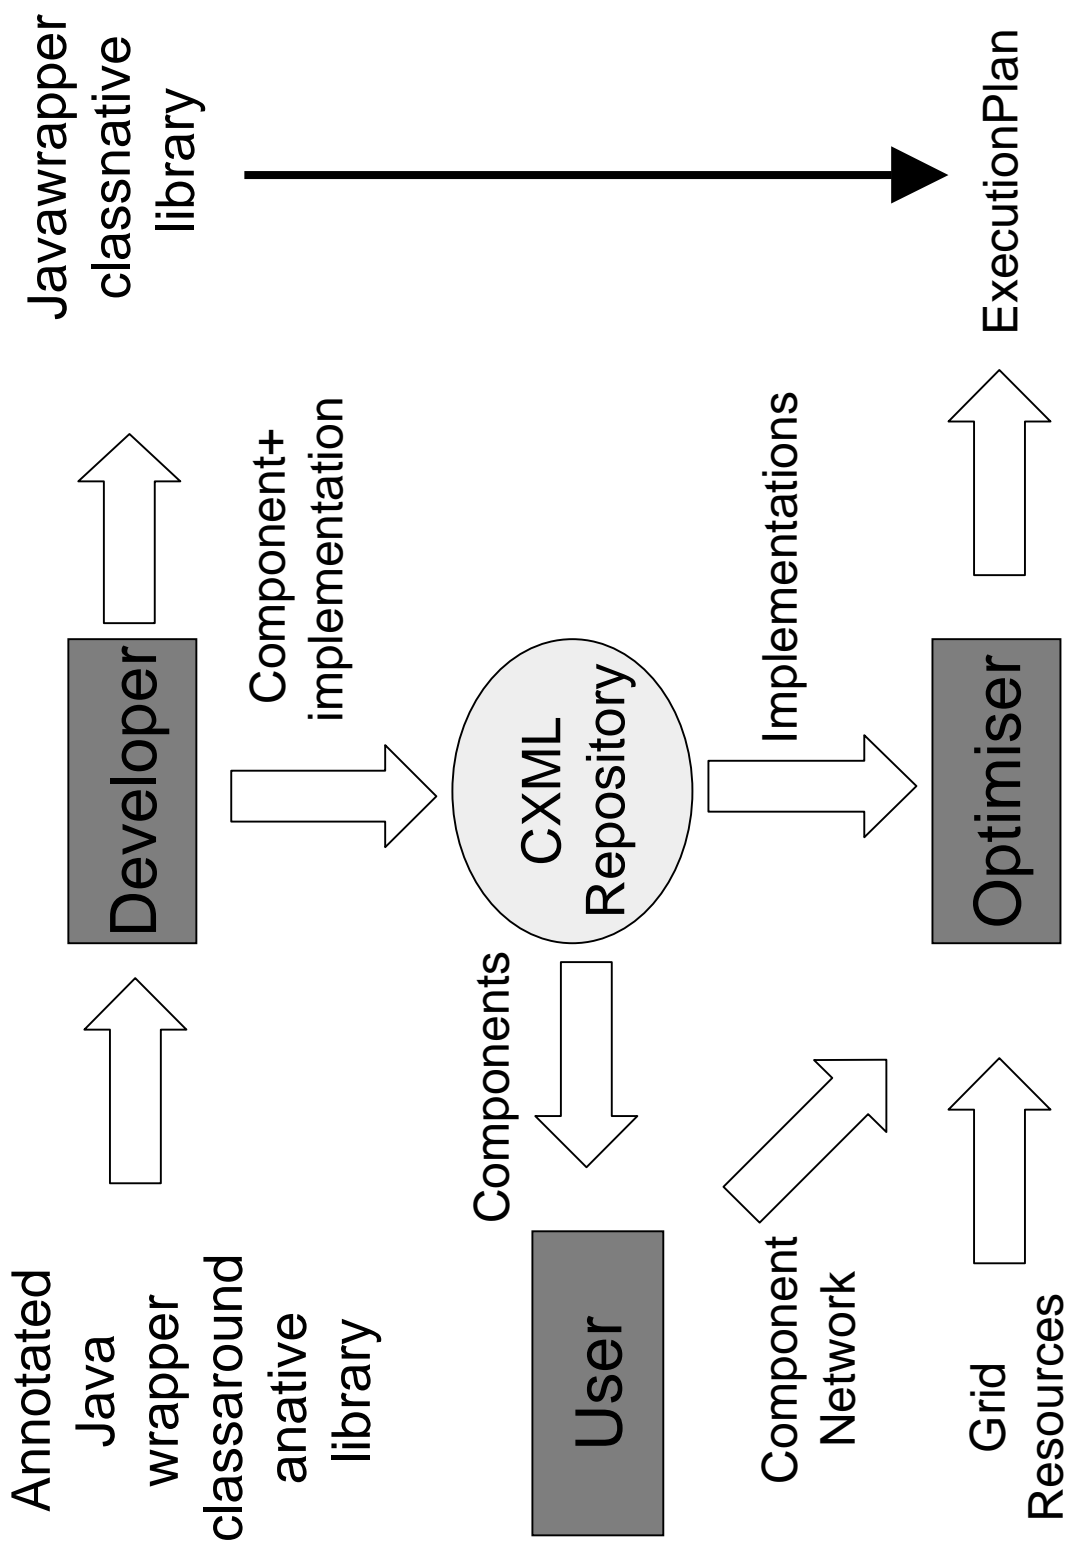 Annotated
Java
wrapper
classaround
anative
library
Developer
Javawrapper
classnative
library
Component+
implementation
User
Components
CXML
Repository
Component
Network
Implementations
Grid
Resources
Optimiser
ExecutionPlan